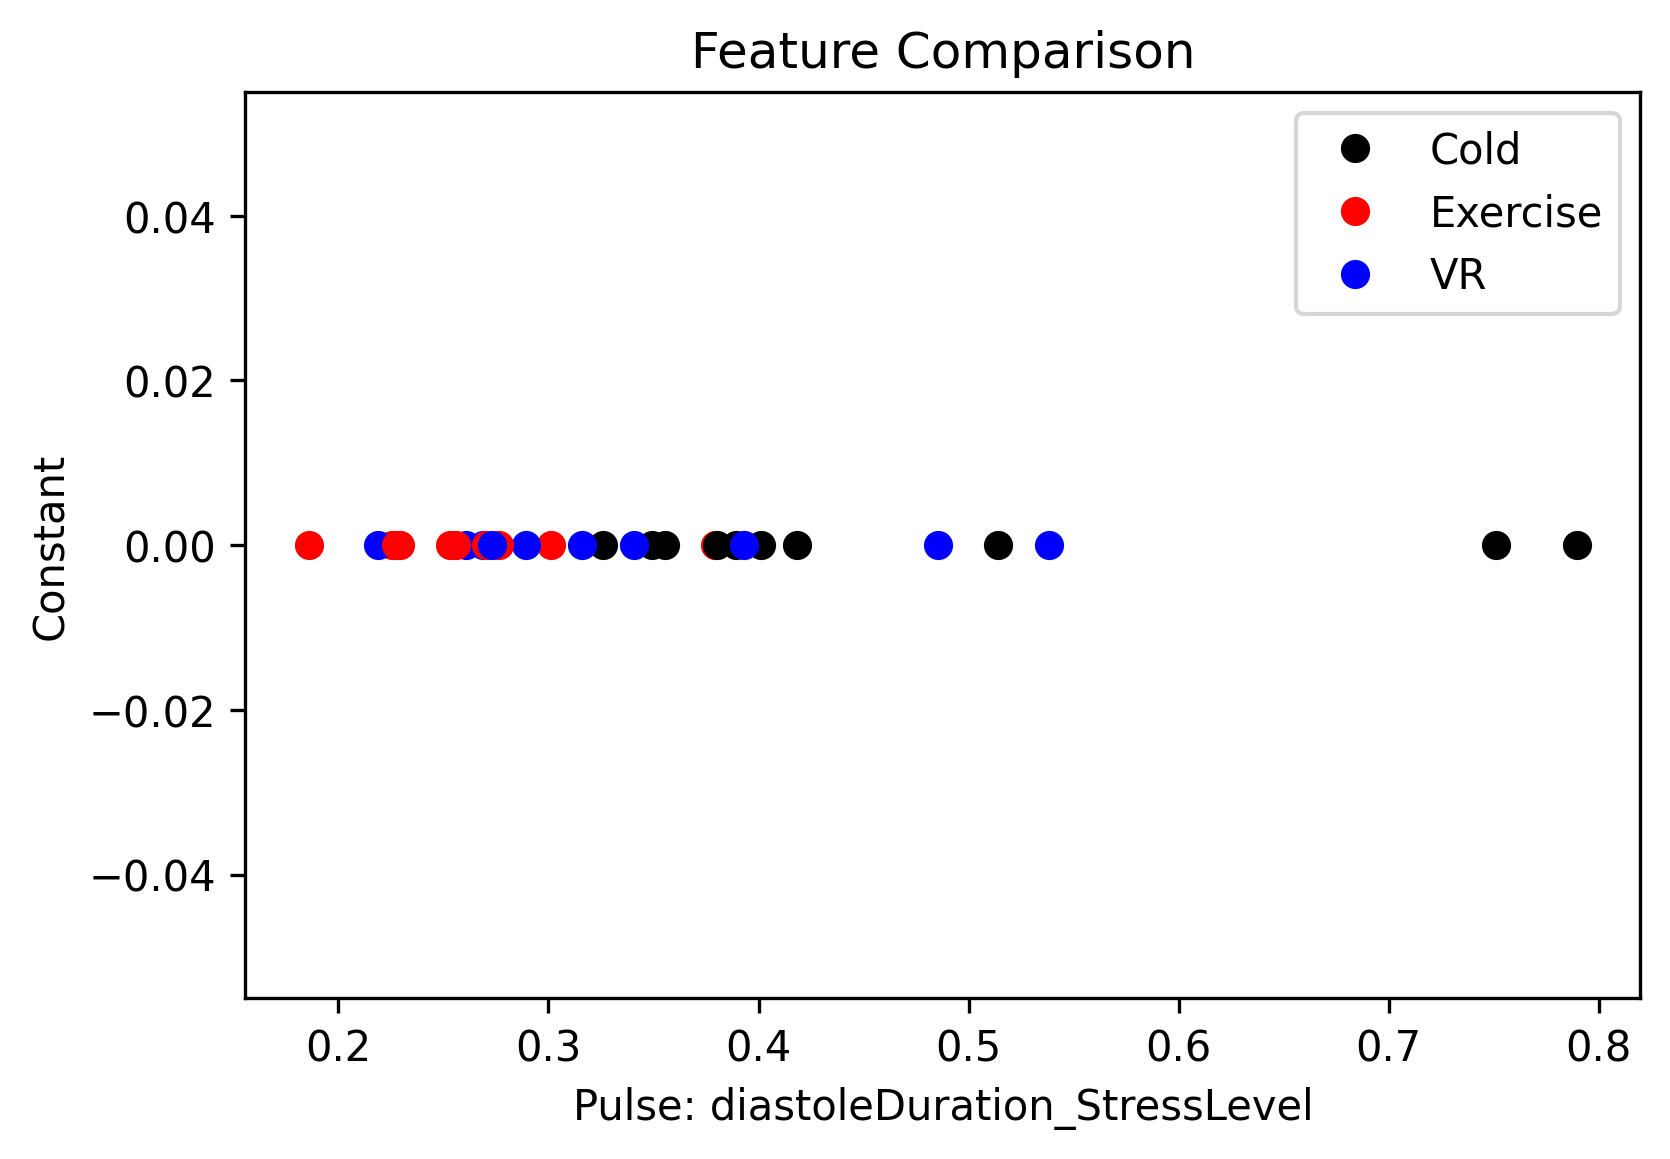 Feature Comparison
Cold
Exercise
VR
0.04
0.02
0.00
−0.02
−0.04
Constant
0.2 0.3 0.4 0.5 0.6 0.7 0.8
Pulse: diastoleDuration_StressLevel